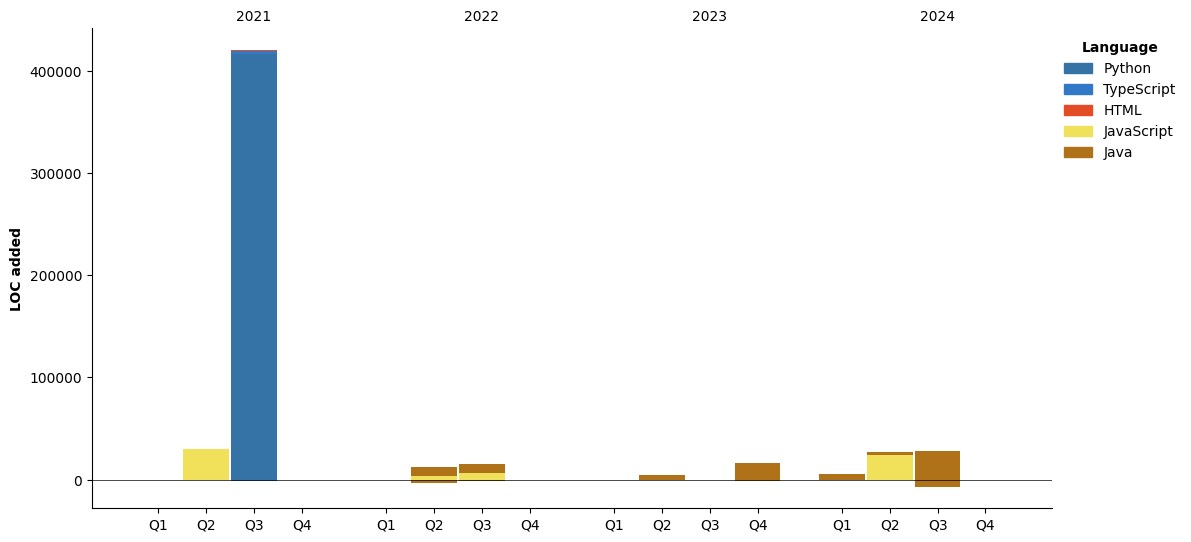 2021 2022 2023 2024
Language
Python
TypeScript
HTML
JavaScript
Java
LOC added
400000
300000
200000
100000
0
Q1 Q2 Q3 Q4 Q1 Q2 Q3 Q4 Q1 Q2 Q3 Q4 Q1 Q2 Q3 Q4